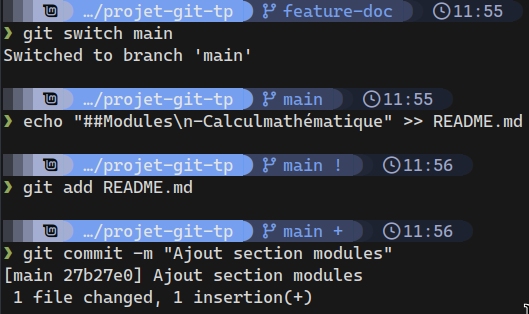 …/projet-git-tp feature-doc 11:55
❯ git switch main
Switched to branch 'main'
…/projet-git-tp main 11:55
❯ echo "##Modules\n-Calculmathématique" >> README.md
…/projet-git-tp main ! 11:56
❯ git add README.md
…/projet-git-tp main + 11:56
❯ git commit -m "Ajout section modules"
[main 27b27e0] Ajout section modules
1 file changed, 1 insertion(+)